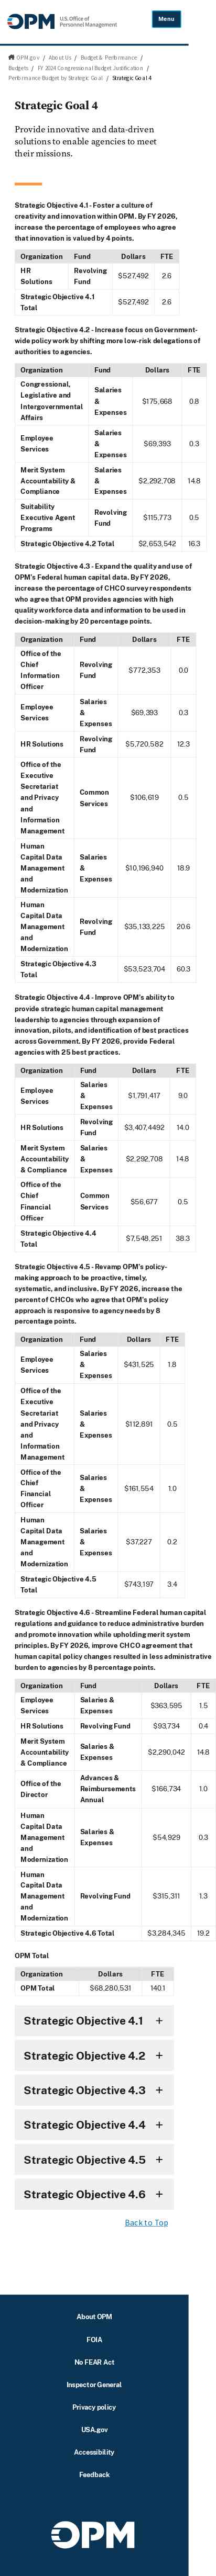 OPM U.S. Office of
Personnel Management
Menu
OPM.gov / About Us / Budget & Performance /
Budgets / FY 2024 Congressional Budget Justification /
Performance Budget by Strategic Goal / Strategic Goal 4
Strategic Goal 4
Provide innovative and data-driven
solutions to enable agencies to meet
their missions.
Strategic Objective 4.1 - Foster a culture of
creativity and innovation within OPM. By FY 2026,
increase the percentage of employees who agree
that innovation is valued by 4 points.
Organization Fund Dollars FTE
HR Revolving
Solutions Fund $527,492 2.6
Strategic Objective 4.1
Total $527,492 2.6
Strategic Objective 4.2 - Increase focus on Government-
wide policy work by shifting more low-risk delegations of
authorities to agencies.
Organization Fund Dollars FTE
Congressional,
Legislative and Salaries
Intergovernmental & $175,668 0.8
Affairs Expenses
Employee Salaries
Services & $69,393 0.3
Expenses
Merit System Salaries
Accountability & & $2,292,708 14.8
Compliance Expenses
Suitability
Executive Agent Revolving $115,773 0.5
Programs Fund
Strategic Objective 4.2 Total $2,653,542 16.3
Strategic Objective 4.3 - Expand the quality and use of
OPM's Federal human capital data. By FY 2026,
increase the percentage of CHCO survey respondents
who agree that OPM provides agencies with high
quality workforce data and information to be used in
decision-making by 20 percentage points.
Organization Fund Dollars FTE
Office of the
Chief Revolving
Information Fund $772,353 0.0
Officer
Employee Salaries
Services & $69,393 0.3
Expenses
HR Solutions Revolving
Fund $5,720,582 12.3
Office of the
Executive
Secretariat
and Privacy Common $106,619 0.5
and Services
Information
Management
Human
Capital Data Salaries
Management & $10,196,940 18.9
and Expenses
Modernization
Human
Capital Data Revolving
Management Fund $35,133,225 20.6
and
Modernization
Strategic Objective 4.3
Total $53,523,704 60.3
Strategic Objective 4.4 - Improve OPM's ability to
provide strategic human capital management
leadership to agencies through expansion of
innovation, pilots, and identification of best practices
across Government. By FY 2026, provide Federal
agencies with 25 best practices.
Organization Fund Dollars FTE
Employee Salaries
Services & $1,791,417 9.0
Expenses
HR Solutions Revolving
Fund $3,407,4492 14.0
Merit System Salaries
Accountability & $2,292,708 14.8
& Compliance Expenses
Office of the
Chief Common
Financial Services $56,677 0.5
Officer
Strategic Objective 4.4
Total $7,548,251 38.3
Strategic Objective 4.5 - Revamp OPM's policy-
making approach to be proactive, timely,
systematic, and inclusive. By FY 2026, increase the
percent of CHCOs who agree that OPM's policy
approach is responsive to agency needs by 8
percentage points.
Organization Fund Dollars FTE
Employee Salaries
Services & $431,525 1.8
Expenses
Office of the
Executive
Secretariat Salaries
and Privacy & $112,891 0.5
and Expenses
Information
Management
Office of the Salaries
Chief & $161,554 1.0
Financial Expenses
Officer
Human
Capital Data Salaries
Management & $37,227 0.2
and Expenses
Modernization
Strategic Objective 4.5
Total $743,197 3.4
Strategic Objective 4.6 - Streamline Federal human capital
regulations and guidance to reduce administrative burden
and promote innovation while upholding merit system
principles. By FY 2026, improve CHCO agreement that
human capital policy changes resulted in less administrative
burden to agencies by 8 percentage points.
Organization Fund Dollars FTE
Employee Salaries &
Services Expenses $363,595 1.5
HR Solutions Revolving Fund $93,734 0.4
Merit System Salaries &
Accountability Expenses $2,290,042 14.8
& Compliance
Office of the Advances &
Director Reimbursements $166,734 1.0
Annual
Human
Capital Data Salaries &
Management Expenses $54,929 0.3
and
Modernization
Human
Capital Data
Management Revolving Fund $315,311 1.3
and
Modernization
Strategic Objective 4.6 Total $3,284,345 19.2
OPM Total
Organization Dollars FTE
OPM Total $68,280,531 140.1
Strategic Objective 4.1 +
Strategic Objective 4.2 +
Strategic Objective 4.3 +
Strategic Objective 4.4 +
Strategic Objective 4.5 +
Strategic Objective 4.6 +
Back to Top
About OPM
FOIA
No FEAR Act
Inspector General
Privacy policy
USA.gov
Accessibility
Feedback
OPM